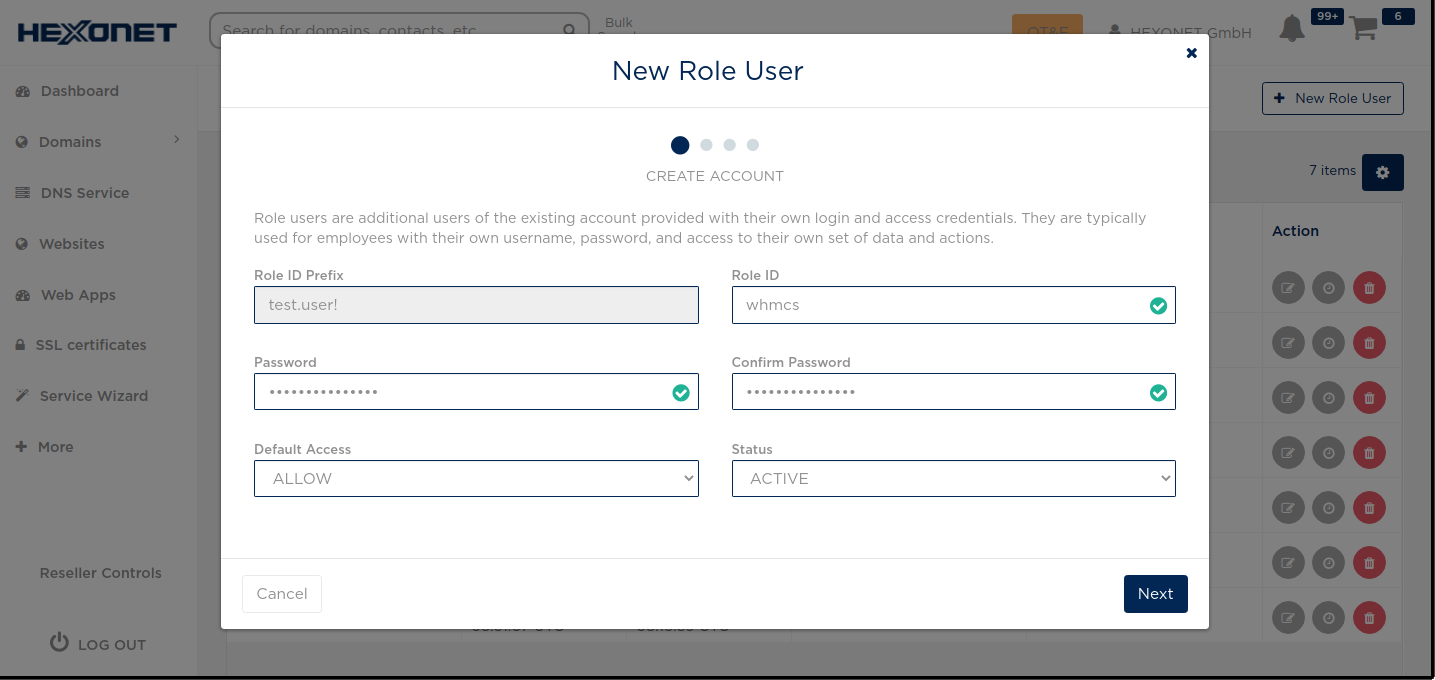 HEXONET
Search for domains, contacts, etc.
Bulk
OT&E
HEXONET GmbH
99+
6
Dashboard
Domains
DNS Service
Websites
Web Apps
SSL certificates
Service Wizard
More
Reseller Controls
LOG OUT
New Role User
7 items
Action
New Role User
CREATE ACCOUNT
Role users are additional users of the existing account provided with their own login and access credentials. They are typically
used for employees with their own username, password, and access to their own set of data and actions.
Role ID Prefix
test.user!
Role ID
whmcs
Password
•••••••••••••••
Confirm Password
•••••••••••••••
Default Access
ALLOW
Status
ACTIVE
Cancel
Next